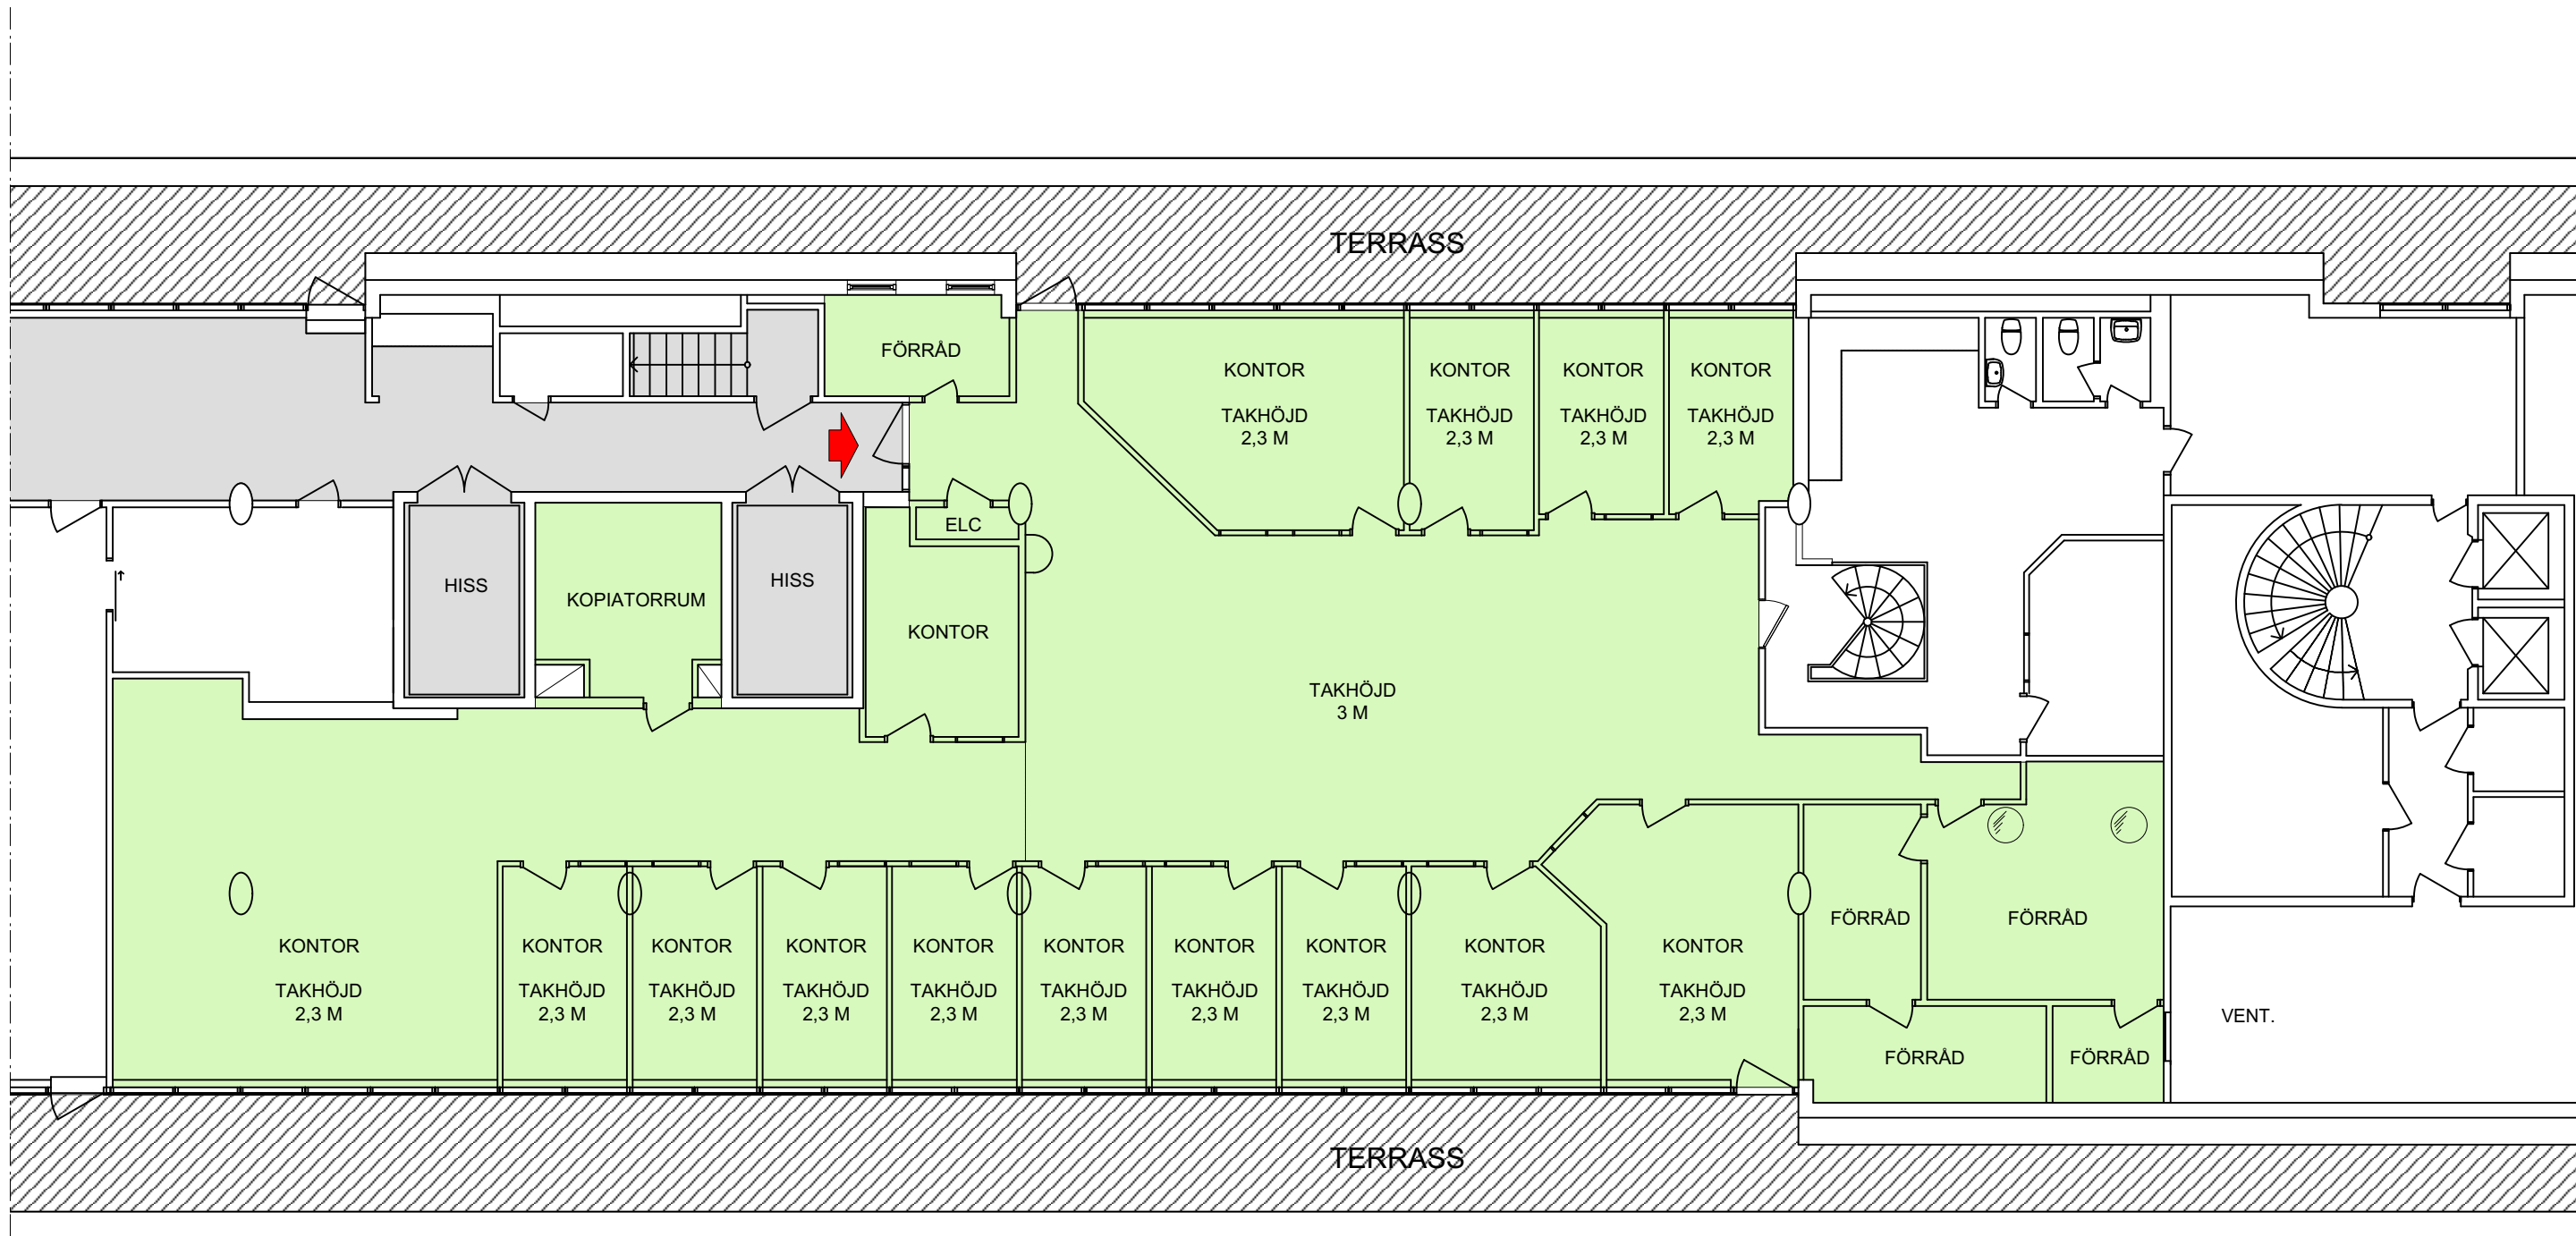 TERRASS
FÖRRÅD
KONTOR
TAKHÖJD
2,3 M
KONTOR
TAKHÖJD
2,3 M
KONTOR
TAKHÖJD
2,3 M
KONTOR
TAKHÖJD
2,3 M
ELC
HISS
KOPIATORRUM
HISS
KONTOR
TAKHÖJD
3 M
KONTOR
TAKHÖJD
2,3 M
KONTOR
TAKHÖJD
2,3 M
KONTOR
TAKHÖJD
2,3 M
KONTOR
TAKHÖJD
2,3 M
KONTOR
TAKHÖJD
2,3 M
KONTOR
TAKHÖJD
2,3 M
KONTOR
TAKHÖJD
2,3 M
KONTOR
TAKHÖJD
2,3 M
KONTOR
TAKHÖJD
2,3 M
KONTOR
TAKHÖJD
2,3 M
FÖRRÅD
FÖRRÅD
FÖRRÅD
FÖRRÅD
VENT.
TERRASS